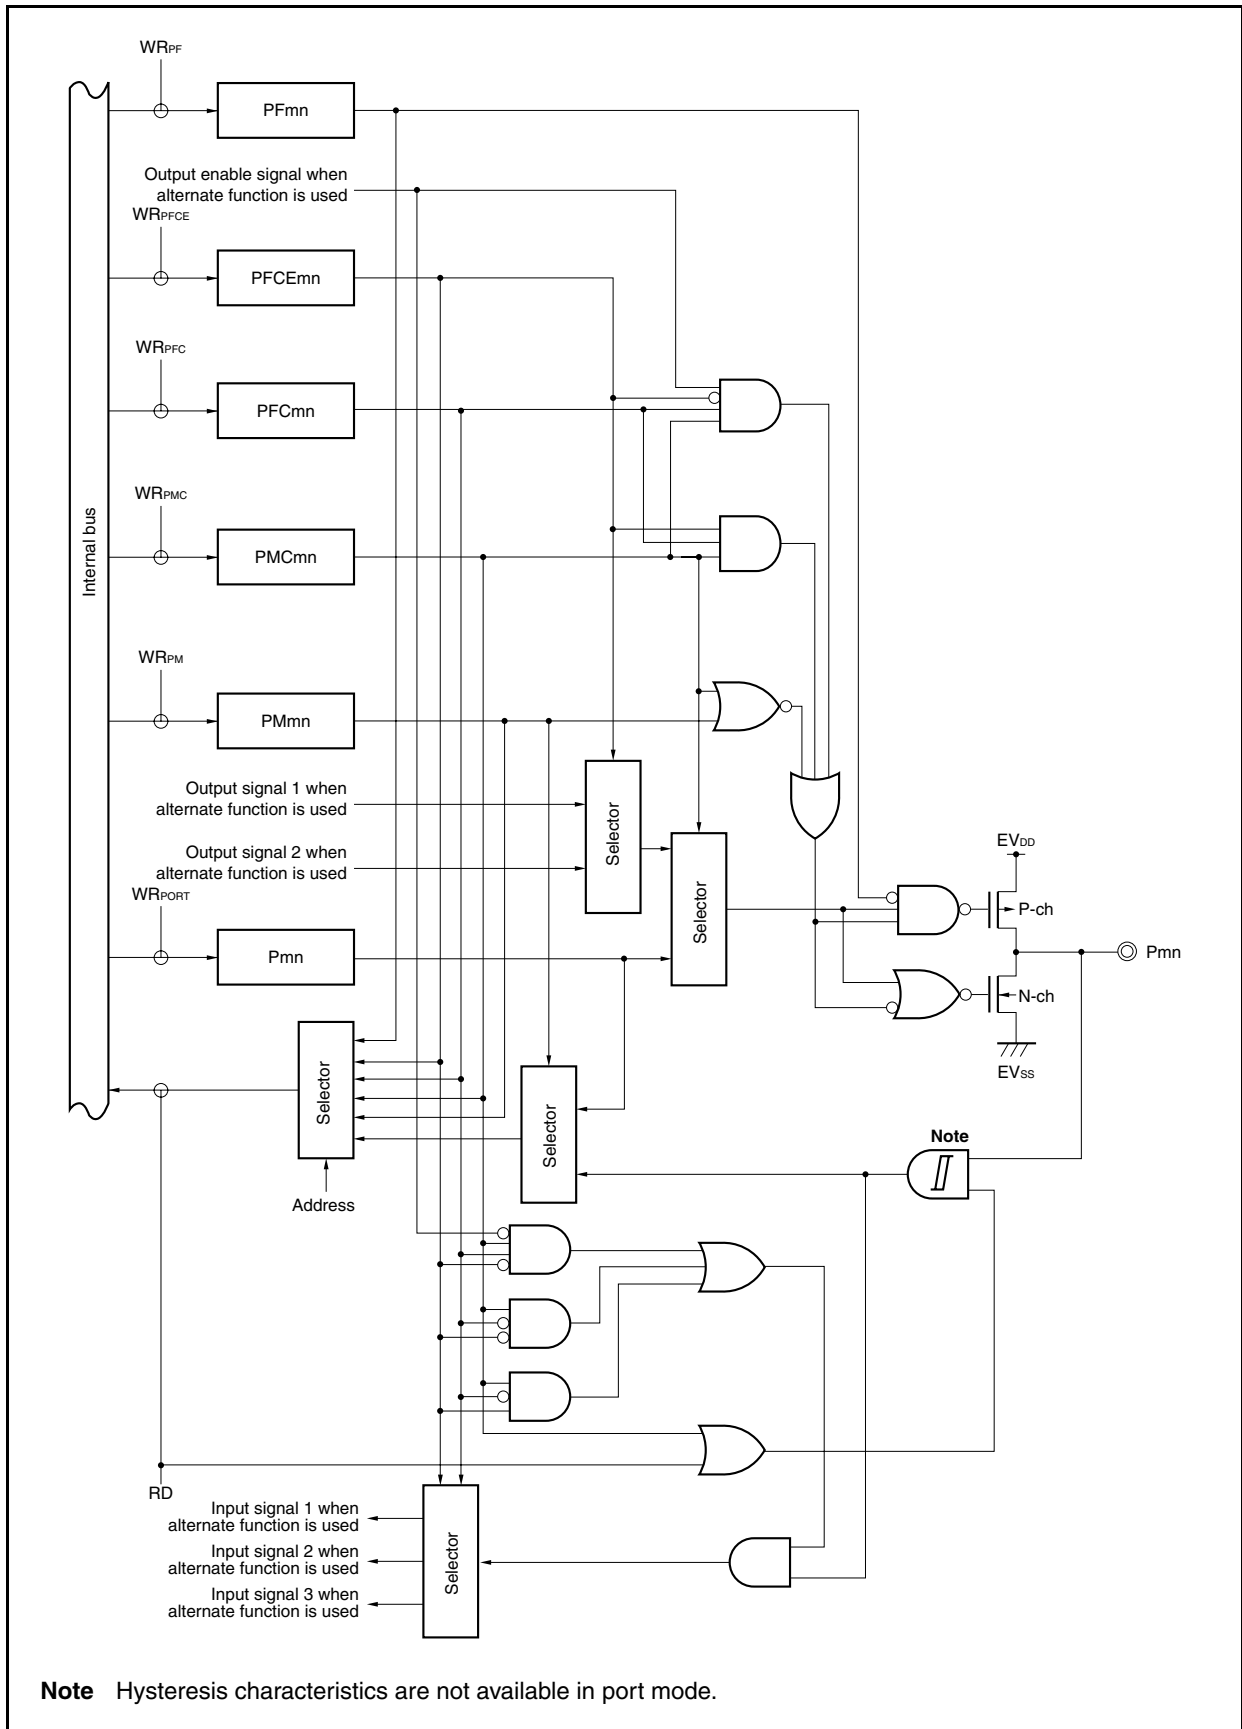 WRPF
PFmn
Output enable signal when
alternate function is used
WRPFCE
PFCEmn
WRPFC
PFCmn
WRPMC
PMCmn
Internal bus
WRPM
PMmn
Output signal 1 when
alternate function is used
Selector
Output signal 2 when
alternate function is used
Selector
EVDD
WRPORT
P-ch
Pmn
Pmn
N-ch
EVSS
Selector
Selector
Note
Address
RD
Input signal 1 when
alternate function is used
Input signal 2 when
alternate function is used
Input signal 3 when
alternate function is used
Selector
Note Hysteresis characteristics are not available in port mode.